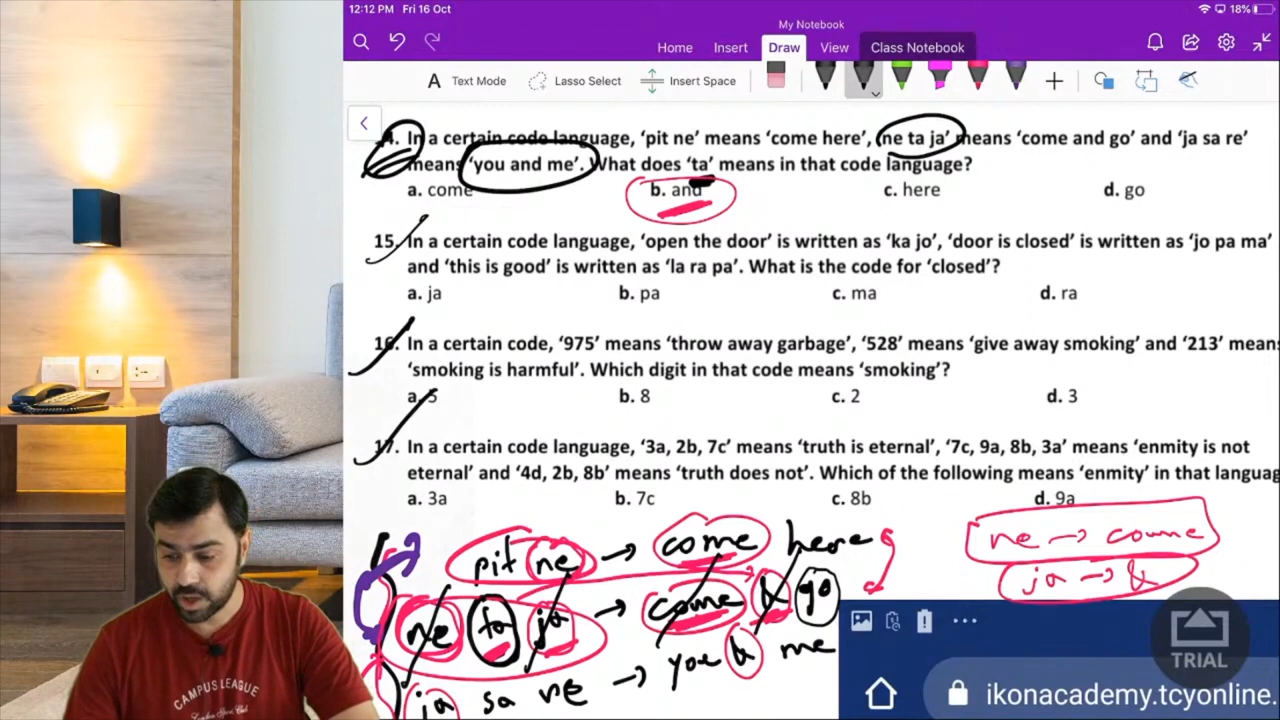 12:12 PM Fri 16 Oct
18%
My Notebook
Home Insert Draw View Class Notebook
A Text Mode Lasso Select Insert Space
4. In a certain code language, ‘pit ne’ means ‘come here’, ‘ne ta ja’ means ‘come and go’ and ‘ja sa re’
means ‘you and me’. What does ‘ta’ means in that code language?
a. come b. and c. here d. go
15. In a certain code language, ‘open the door’ is written as ‘ka jo’, ‘door is closed’ is written as ‘jo pa ma’
and ‘this is good’ is written as ‘la ra pa’. What is the code for ‘closed’?
a. ja b. pa c. ma d. ra
16. In a certain code, ‘975’ means ‘throw away garbage’, ‘528’ means ‘give away smoking’ and ‘213’ means
‘smoking is harmful’. Which digit in that code means ‘smoking’?
a. 5 b. 8 c. 2 d. 3
17. In a certain code language, ‘3a, 2b, 7c’ means ‘truth is eternal’, ‘7c, 9a, 8b, 3a’ means ‘enmity is not
eternal’ and ‘4d, 2b, 8b’ means ‘truth does not’. Which of the following means ‘enmity’ in that languag
a. 3a b. 7c c. 8b d. 9a
pit ne → come here
ne → come
ja → &
ne ta ja → come & go
ja sa re → you & me
TRIAL
ikonacademy.tcyonline.
CAMPUS LEAGUE